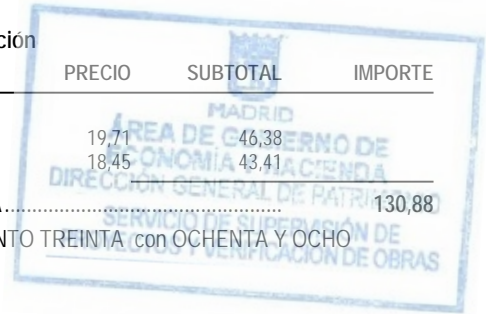 ción
PRECIO SUBTOTAL IMPORTE
MADRID
19,71 46,38
ÁREA DE GOBIERNO DE
18,45 43,41
ECONOMÍA Y HACIENDA
DIRECCIÓN GENERAL DE PATRIMONIO
130,88
SERVICIO DE SUPERVISIÓN DE
NTO TREINTA con OCHENTA Y OCHO
Y VERIFICACIÓN DE OBRAS